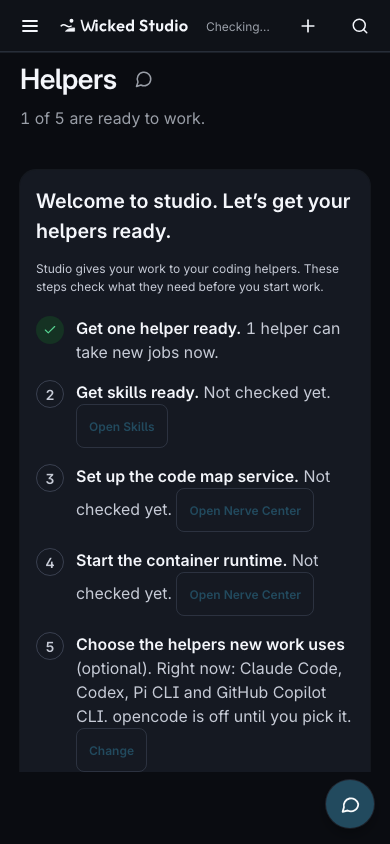 Wicked Studio
Checking...
Helpers
1 of 5 are ready to work.
Welcome to studio. Let’s get your
helpers ready.
Studio gives your work to your coding helpers. These
steps check what they need before you start work.
Get one helper ready. 1 helper can
take new jobs now.
2
Get skills ready. Not checked yet.
Open Skills
3
Set up the code map service. Not
checked yet. Open Nerve Center
4
Start the container runtime. Not
checked yet. Open Nerve Center
5
Choose the helpers new work uses
(optional). Right now: Claude Code,
Codex, Pi CLI and GitHub Copilot
CLI. opencode is off until you pick it.
Change